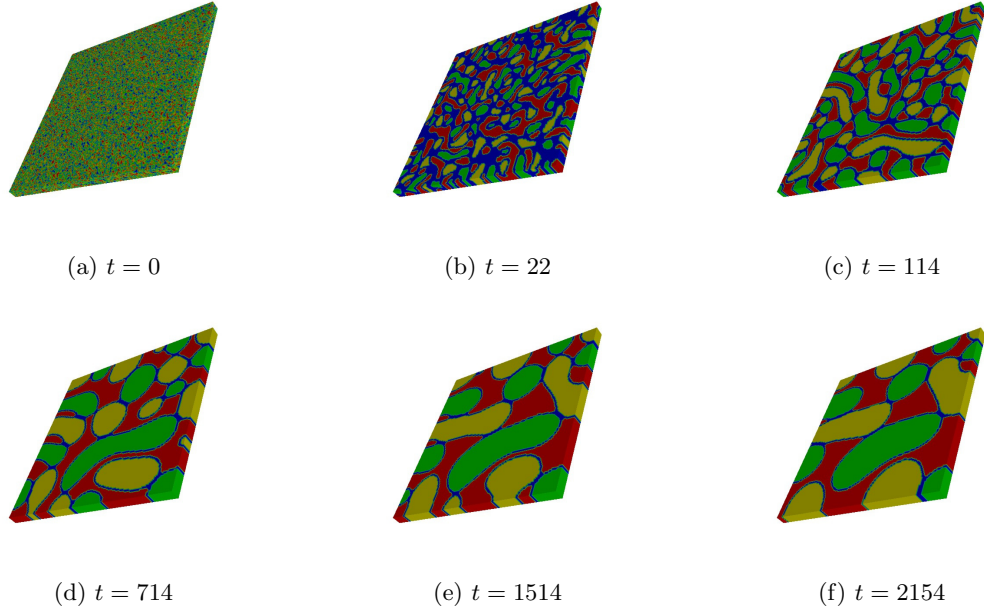 (a) t = 0
(b) t = 22
(c) t = 114
(d) t = 714
(e) t = 1514
(f) t = 2154